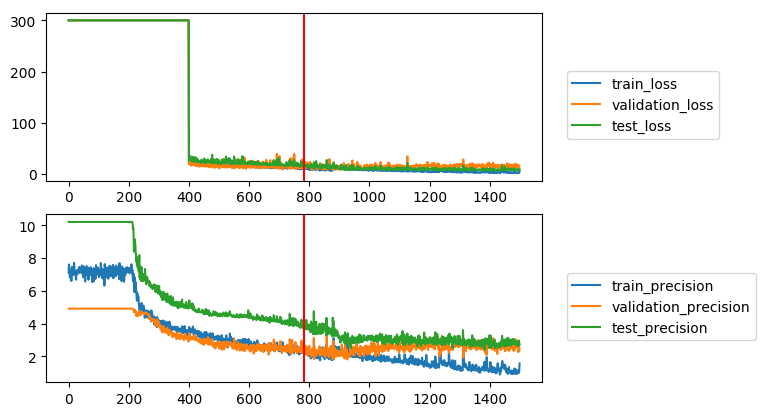 300
200
100
0
0 200 400 600 800 1000 1200 1400
train_loss
validation_loss
test_loss
10
8
6
4
2
0 200 400 600 800 1000 1200 1400
train_precision
validation_precision
test_precision